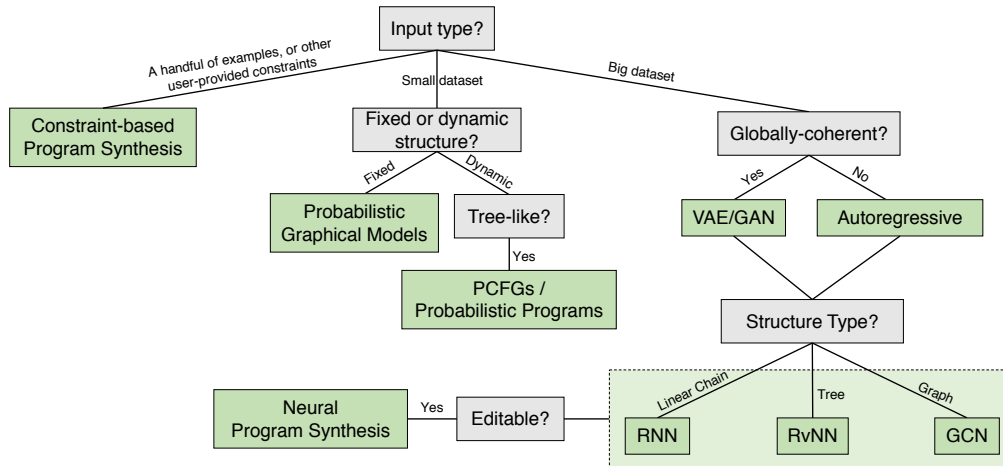 Input type?
A handful of examples, or other
user-provided constraints
Small dataset
Big dataset
Constraint-based
Program Synthesis
Fixed or dynamic
structure?
Globally-coherent?
Fixed
Dynamic
Yes
No
Probabilistic
Graphical Models
Tree-like?
VAE/GAN
Autoregressive
Yes
PCFGs /
Probabilistic Programs
Structure Type?
Linear Chain
Tree
Graph
Neural
Program Synthesis
Yes
Editable?
RNN
RvNN
GCN